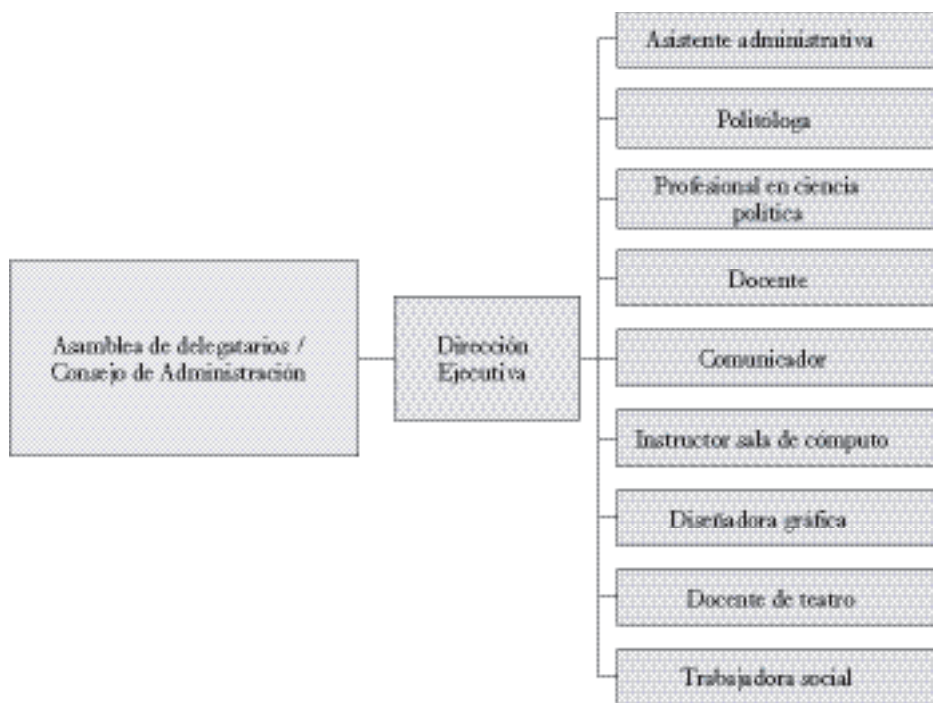 Asistente administrativa
Politóloga
Profesional en ciencia
política
Docente
Asamblea de delegatarios /
Consejo de Administración
Dirección
Ejecutiva
Comunicador
Instructor sala de cómputo
Diseñadora gráfica
Docente de teatro
Trabajadora social